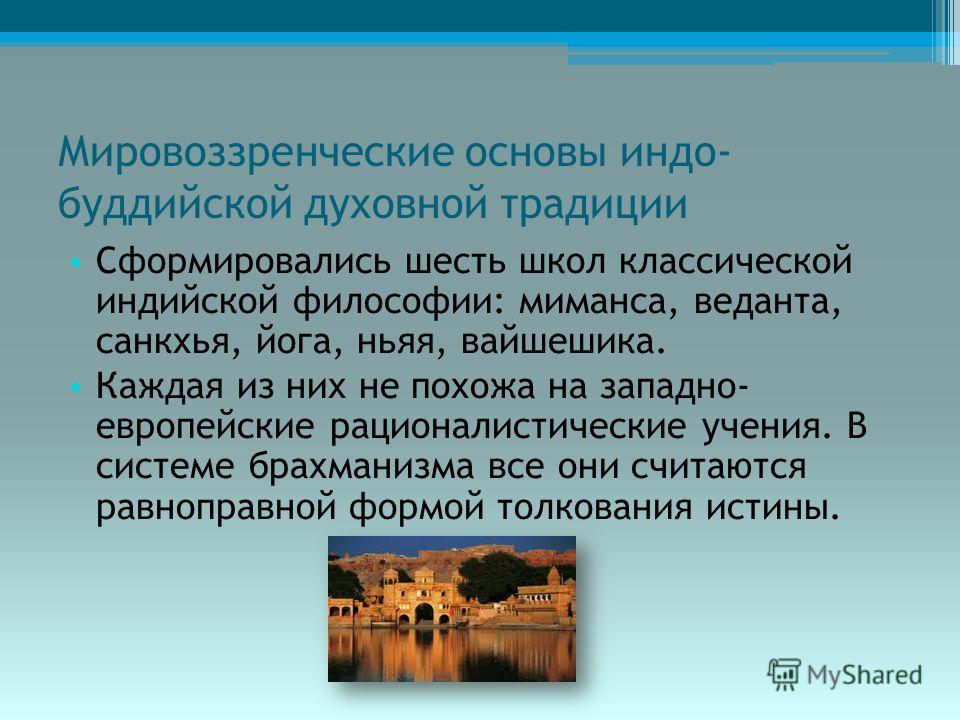 Мировоззренческие основы индо-
буддийской духовной традиции
▪ Сформировались шесть школ классической
индийской философии: миманса, веданта,
санкхья, йога, ньяя, вайшешика.
▪ Каждая из них не похожа на западно-
европейские рационалистические учения. В
системе брахманизма все они считаются
равноправной формой толкования истины.
MyShared